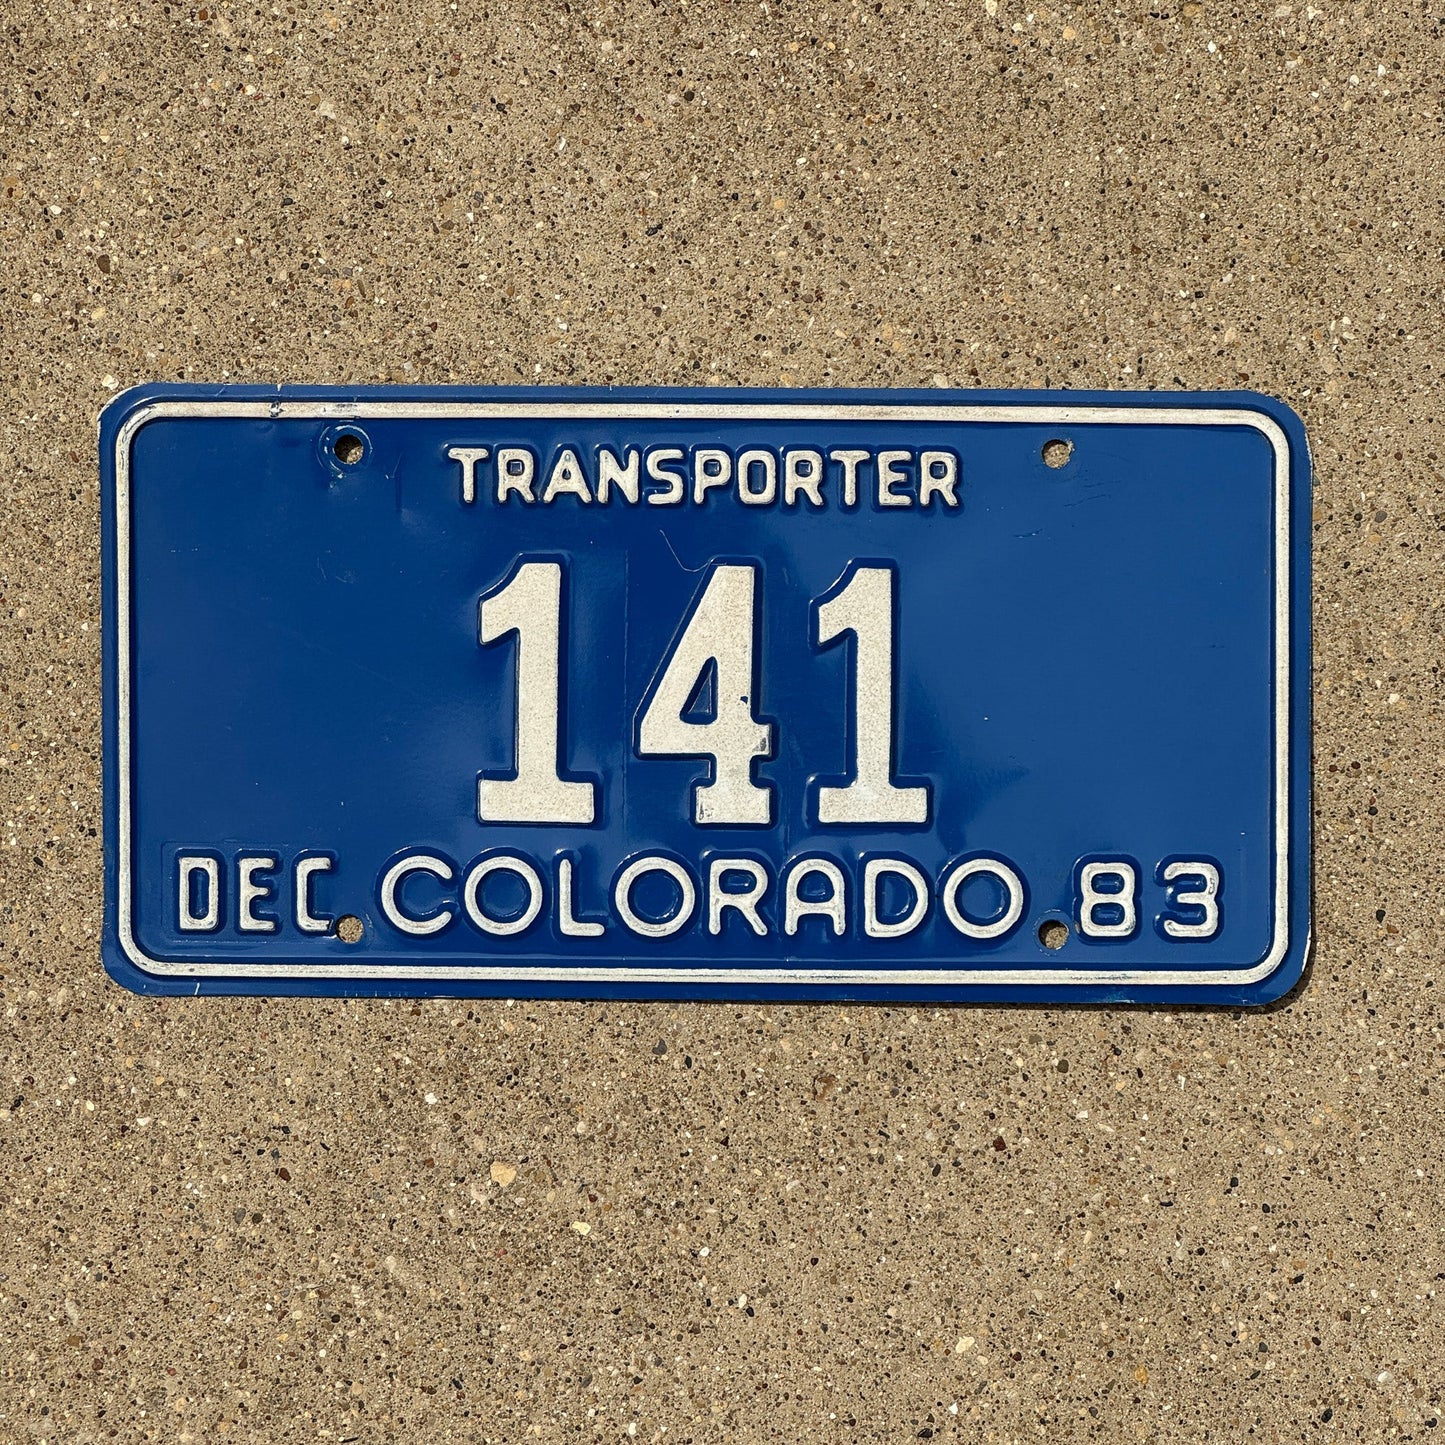 TRANSPORTER
141
DEC COLORADO 83